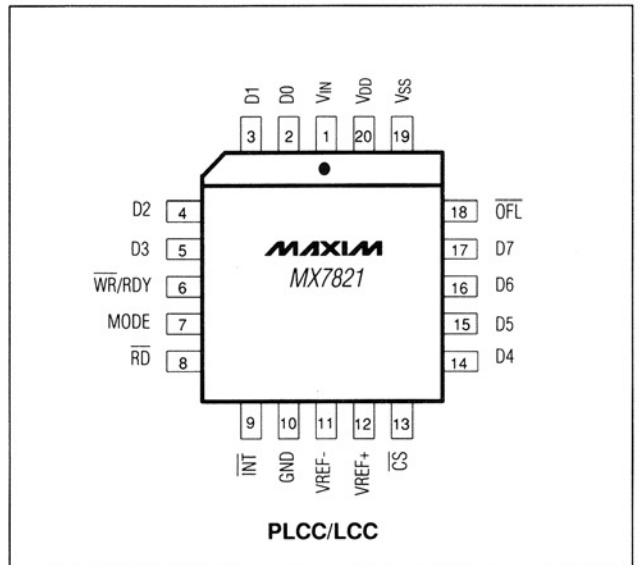 D1 D0 VIN VDD VSS
3 2 1 20 19
D2 4 18 OFL
D3 5 17 D7
WR/RDY 6 16 D6
MODE 7 15 D5
RD 8 14 D4
MAXIM
MX7821
9 10 11 12 13
INT GND VREF- VREF+ CS
PLCC/LCC